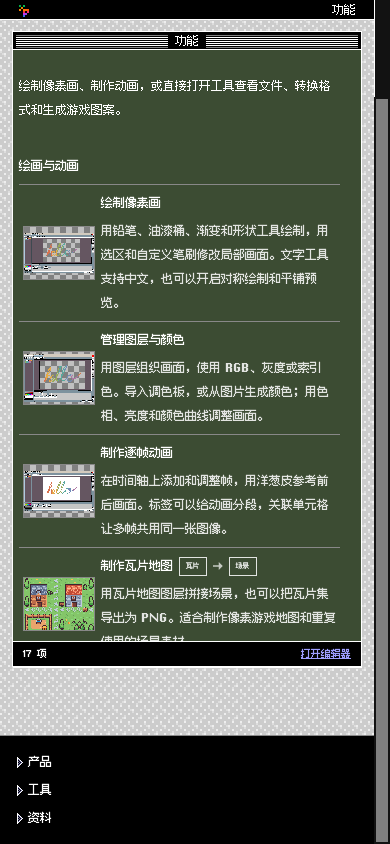 功能
功能
绘制像素画、制作动画，或直接打开工具查看文件、转换格
式和生成游戏图案。
绘画与动画
绘制像素画
用铅笔、油漆桶、渐变和形状工具绘制，用
选区和自定义笔刷修改局部画面。文字工具
支持中文，也可以开启对称绘制和平铺预
览。
管理图层与颜色
用图层组织画面，使用 RGB、灰度或索引
色。导入调色板，或从图片生成颜色；用色
相、亮度和颜色曲线调整画面。
制作逐帧动画
在时间轴上添加和调整帧，用洋葱皮参考前
后画面。标签可以给动画分段，关联单元格
让多帧共用同一张图像。
制作瓦片地图 瓦片 → 场景
用瓦片地图图层拼接场景，也可以把瓦片集
导出为 PNG。适合制作像素游戏地图和重复
使用的场景素材
17 项
打开编辑器
产品
工具
资料